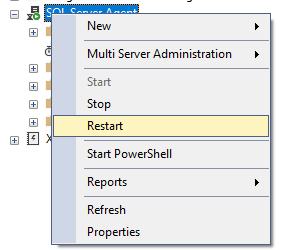 SQL Server Agent
New
Multi Server Administration
Start
Stop
Restart
X
Start PowerShell
Reports
Refresh
Properties